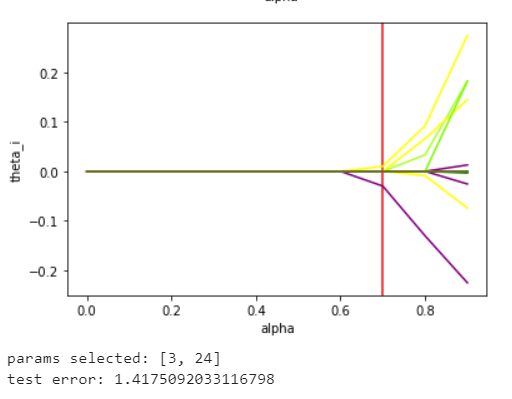 alpha
0.2
0.1
0.0
−0.1
−0.2
theta_i
0.0 0.2 0.4 0.6 0.8
alpha
params selected: [3, 24]
test error: 1.4175092033116798